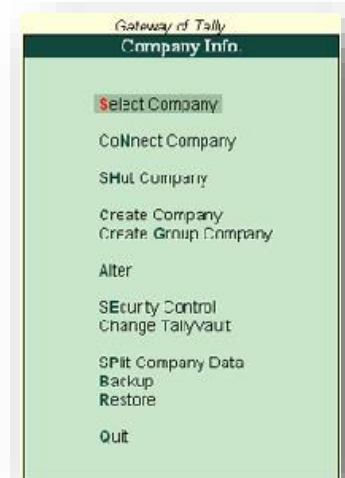 Gateway of Tally
Company Info.
Select Company
CoNnect Company
SHut Company
Create Company
Create Group Company
Alter
SEcurty Control
Change TallyVault
SPlit Company Data
Backup
Restore
Quit